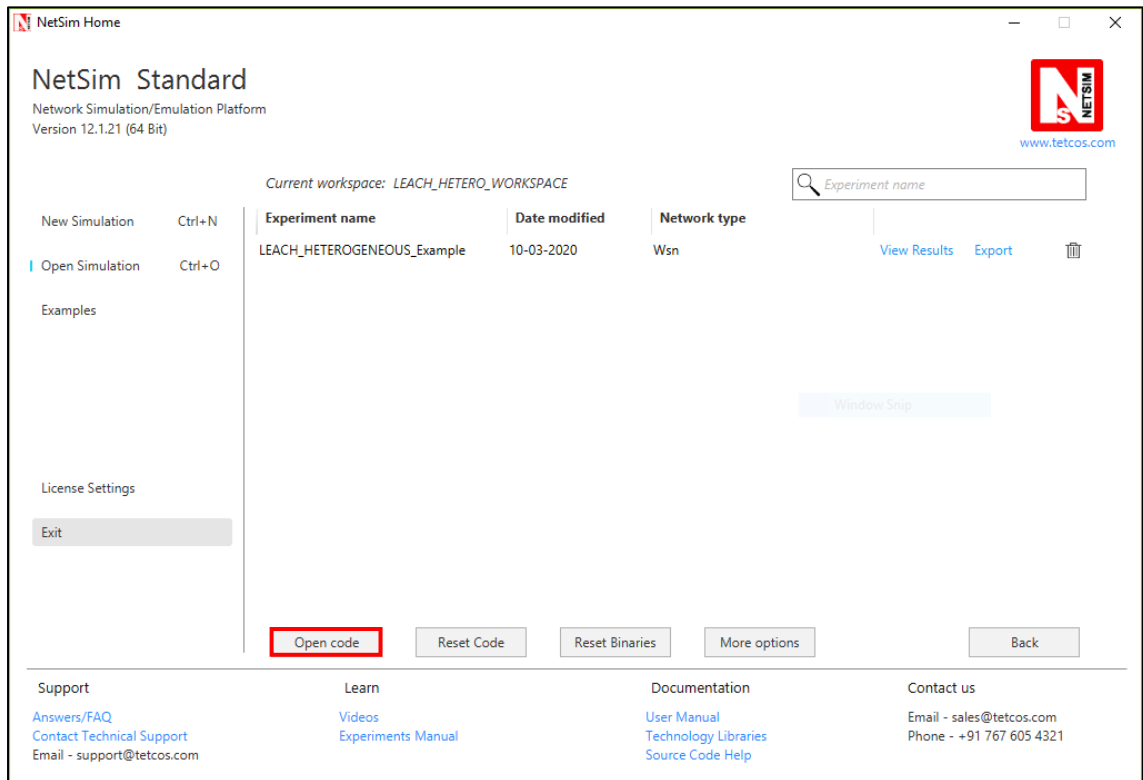 NetSim Home
NetSim Standard
Network Simulation/Emulation Platform
Version 12.1.21 (64 Bit)
NS NETSIM
www.tetcos.com
Current workspace: LEACH_HETERO_WORKSPACE
Experiment name
New Simulation Ctrl+N
Open Simulation Ctrl+O
Examples
License Settings
Exit
Experiment name Date modified Network type
LEACH_HETEROGENEOUS_Example 10-03-2020 Wsn View Results Export
Window Snip
Open code Reset Code Reset Binaries More options Back
Support
Answers/FAQ
Contact Technical Support
Email - support@tetcos.com
Learn
Videos
Experiments Manual
Documentation
User Manual
Technology Libraries
Source Code Help
Contact us
Email - sales@tetcos.com
Phone - +91 767 605 4321